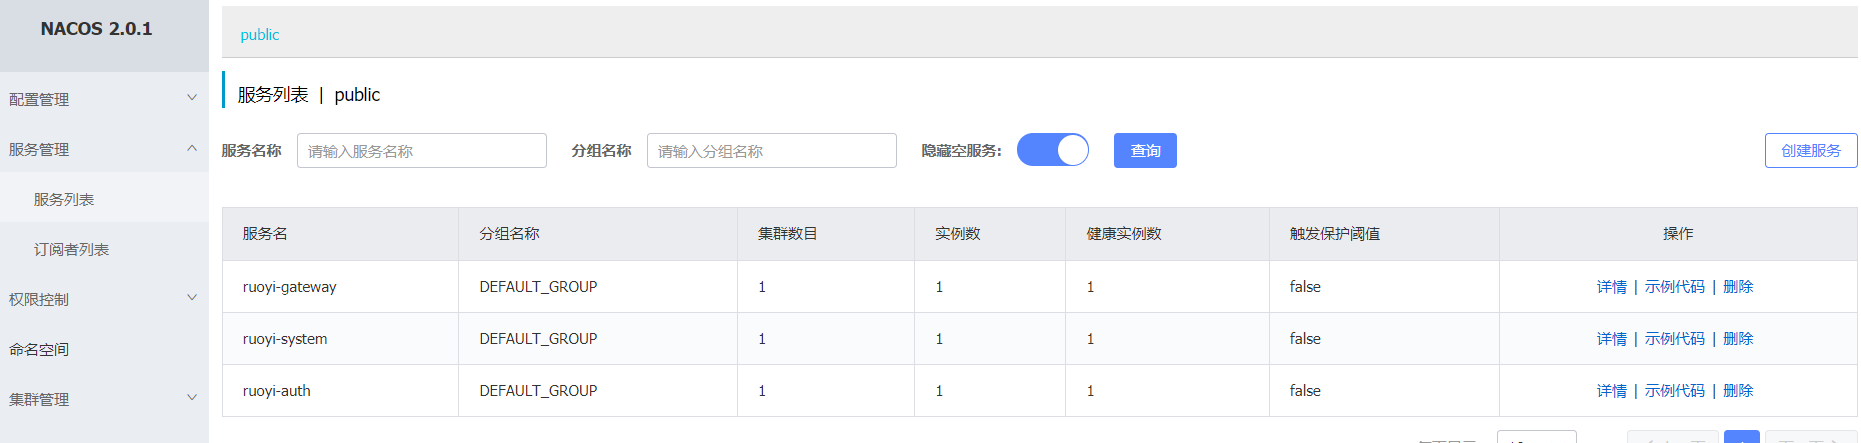 NACOS 2.0.1
配置管理
服务管理
服务列表
订阅者列表
权限控制
命名空间
集群管理
public
服务列表 | public
服务名称 请输入服务名称 分组名称 请输入分组名称 隐藏空服务: 查询 创建服务
服务名 分组名称 集群数目 实例数 健康实例数 触发保护阈值 操作
ruoyi-gateway DEFAULT_GROUP 1 1 1 false 详情 | 示例代码 | 删除
ruoyi-system DEFAULT_GROUP 1 1 1 false 详情 | 示例代码 | 删除
ruoyi-auth DEFAULT_GROUP 1 1 1 false 详情 | 示例代码 | 删除